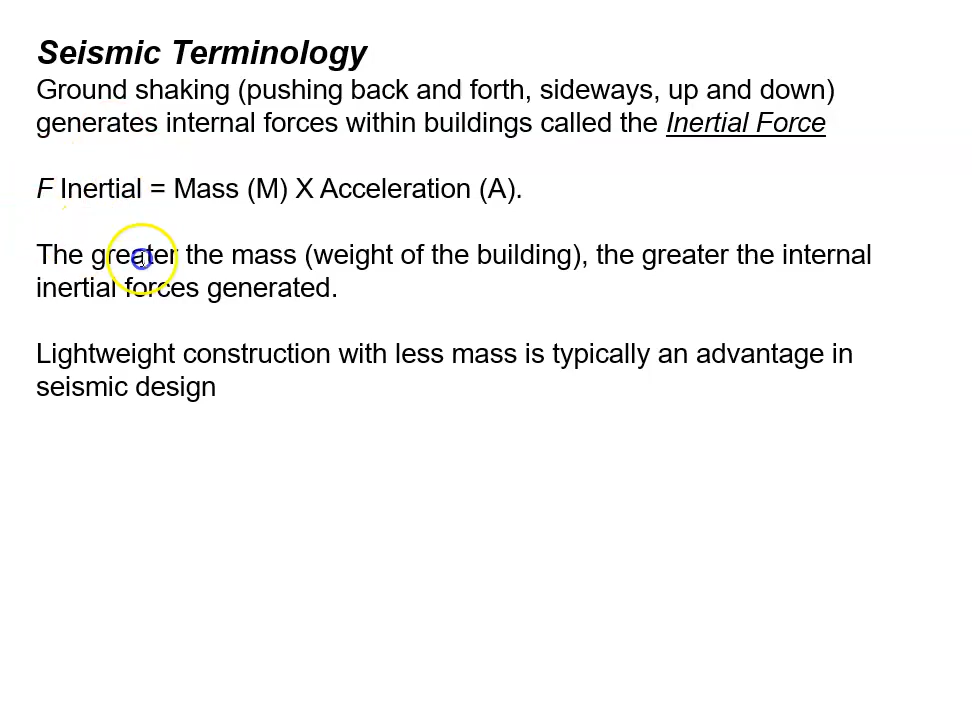 Seismic Terminology
Ground shaking (pushing back and forth, sideways, up and down)
generates internal forces within buildings called the Inertial Force
F Inertial = Mass (M) X Acceleration (A).
The greater the mass (weight of the building), the greater the internal
inertial forces generated.
Lightweight construction with less mass is typically an advantage in
seismic design